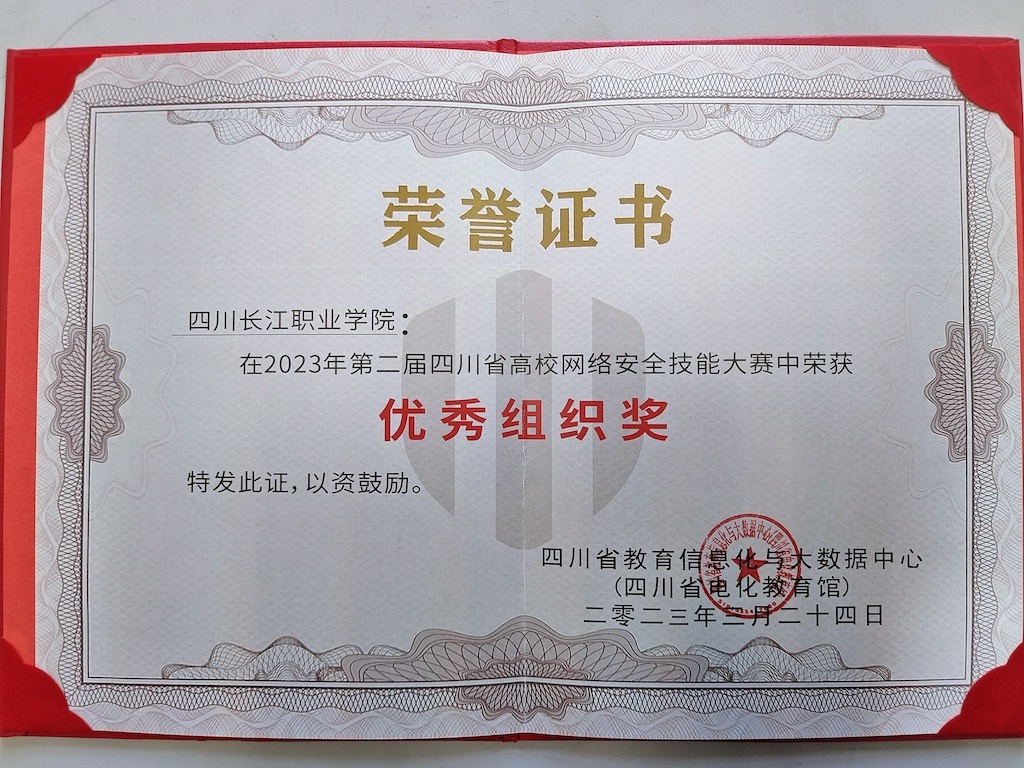 荣誉证书
四川长江职业学院：
在2023年第二届四川省高校网络安全技能大赛中荣获
优秀组织奖
特发此证，以资鼓励。
四川省教育信息化与大数据中心
（四川省电化教育馆）
二零二三年三月二十四日